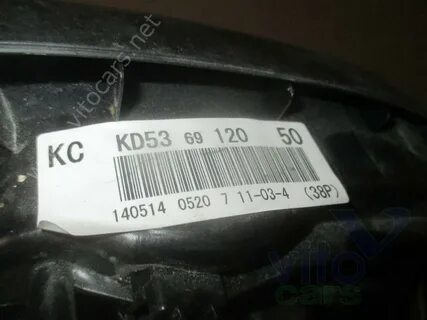 vitocars.net
KC KD53 69 120 50
140514 0520 7 11-03-4 (38P)
vito
cars